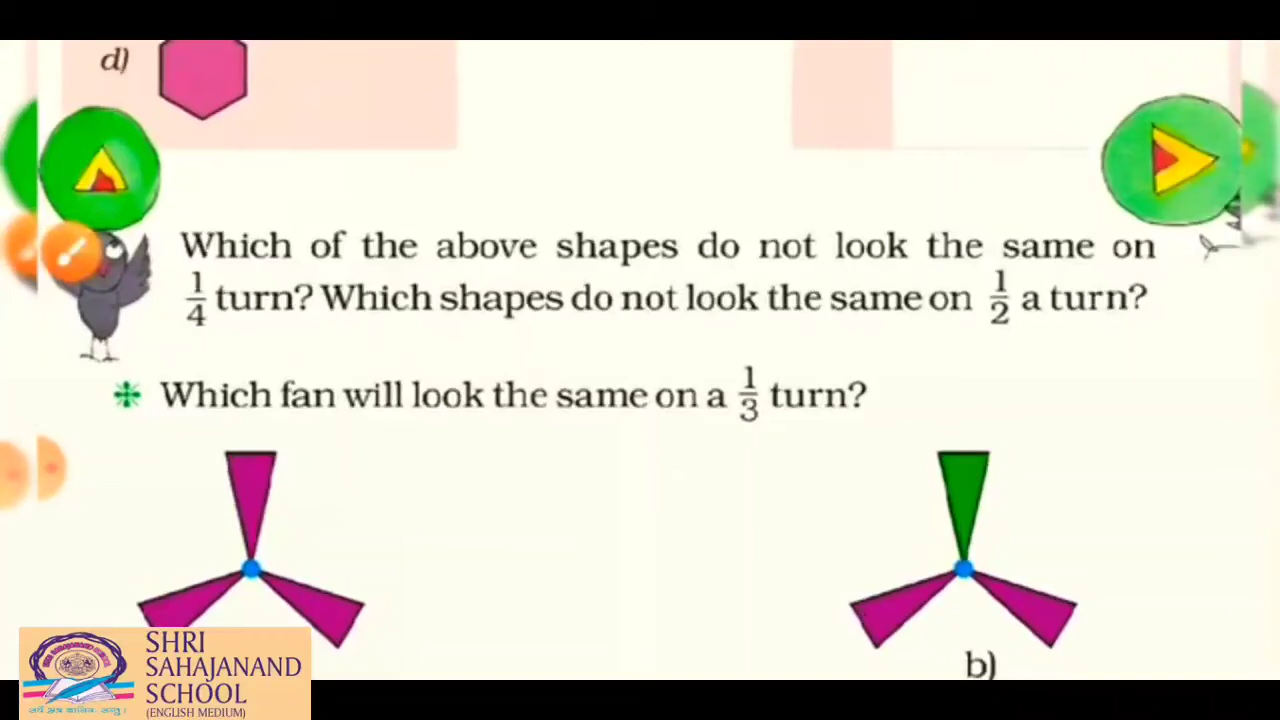 d)
Which of the above shapes do not look the same on
1/4 turn? Which shapes do not look the same on 1/2 a turn?
Which fan will look the same on a 1/3 turn?
b)
SHRI
SAHAJANAND
SCHOOL
(ENGLISH MEDIUM)